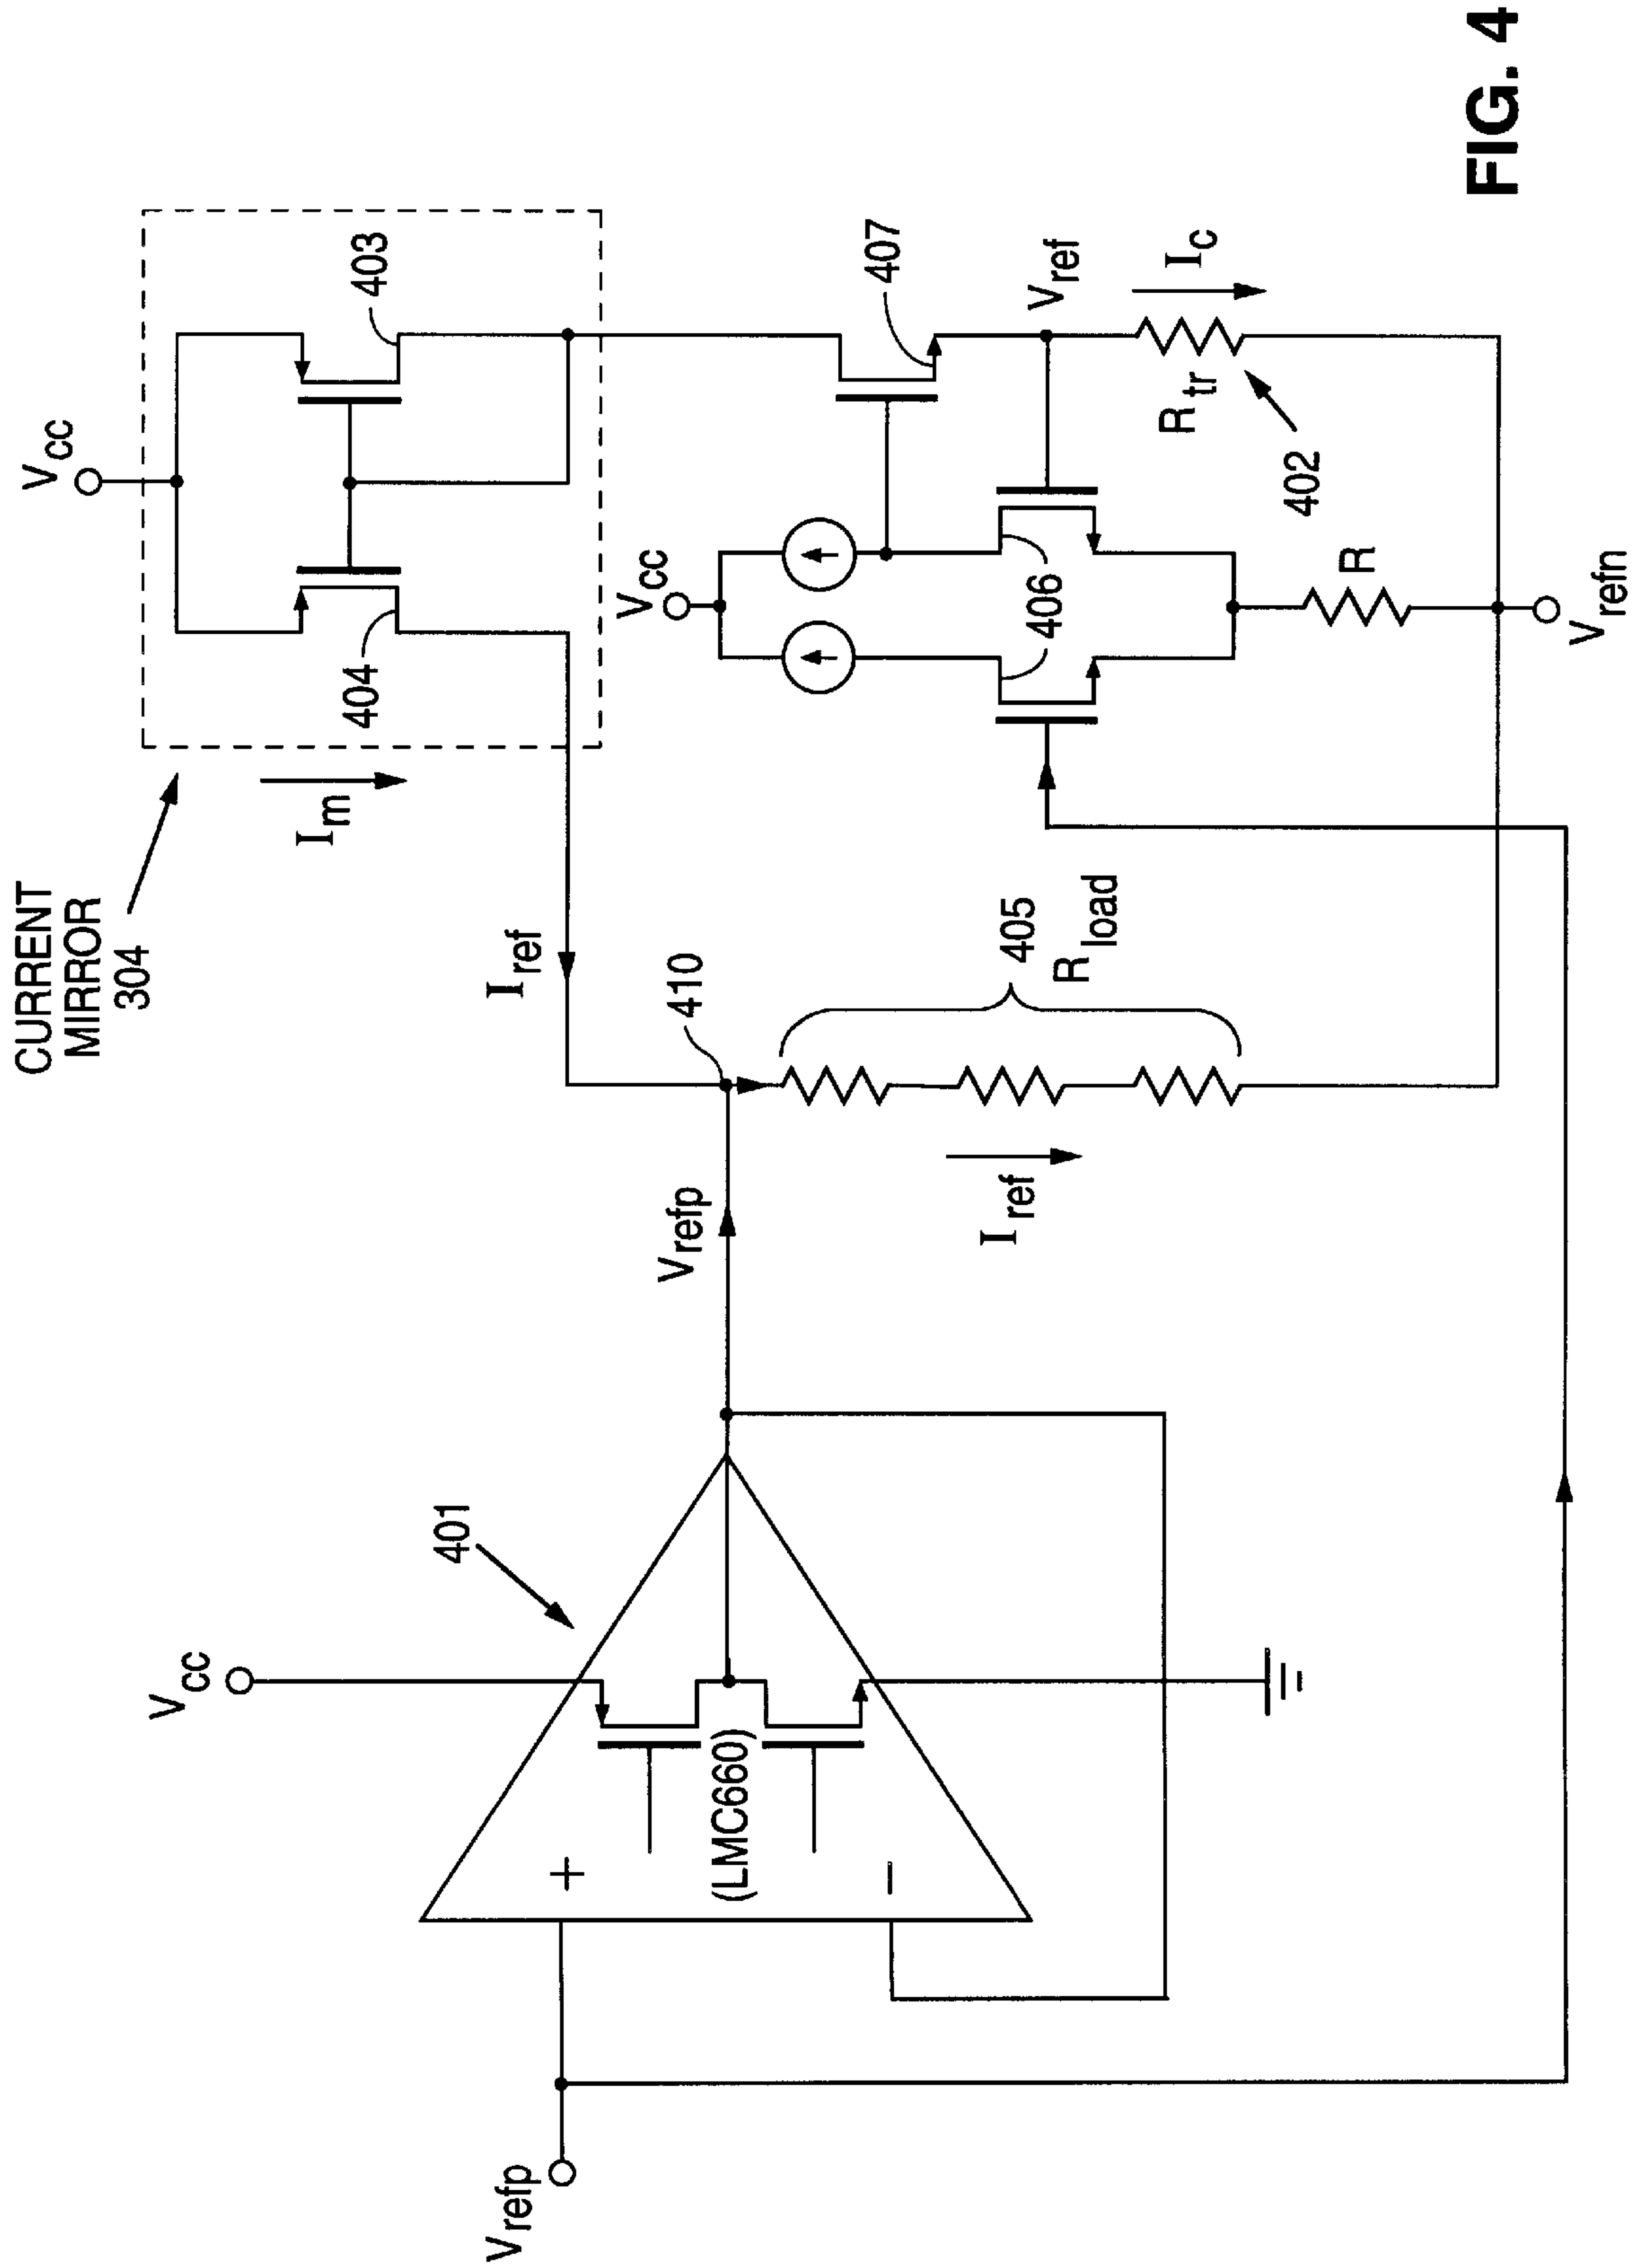 CURRENT
MIRROR
304
Vcc
403
404
Im
Iref
Vcc
407
406
Vref
Ic
Rtr
402
R
Vrefn
410
405
Rload
Iref
Vrefp
401
Vcc
+
(LMC660)
−
Vrefp
FIG. 4